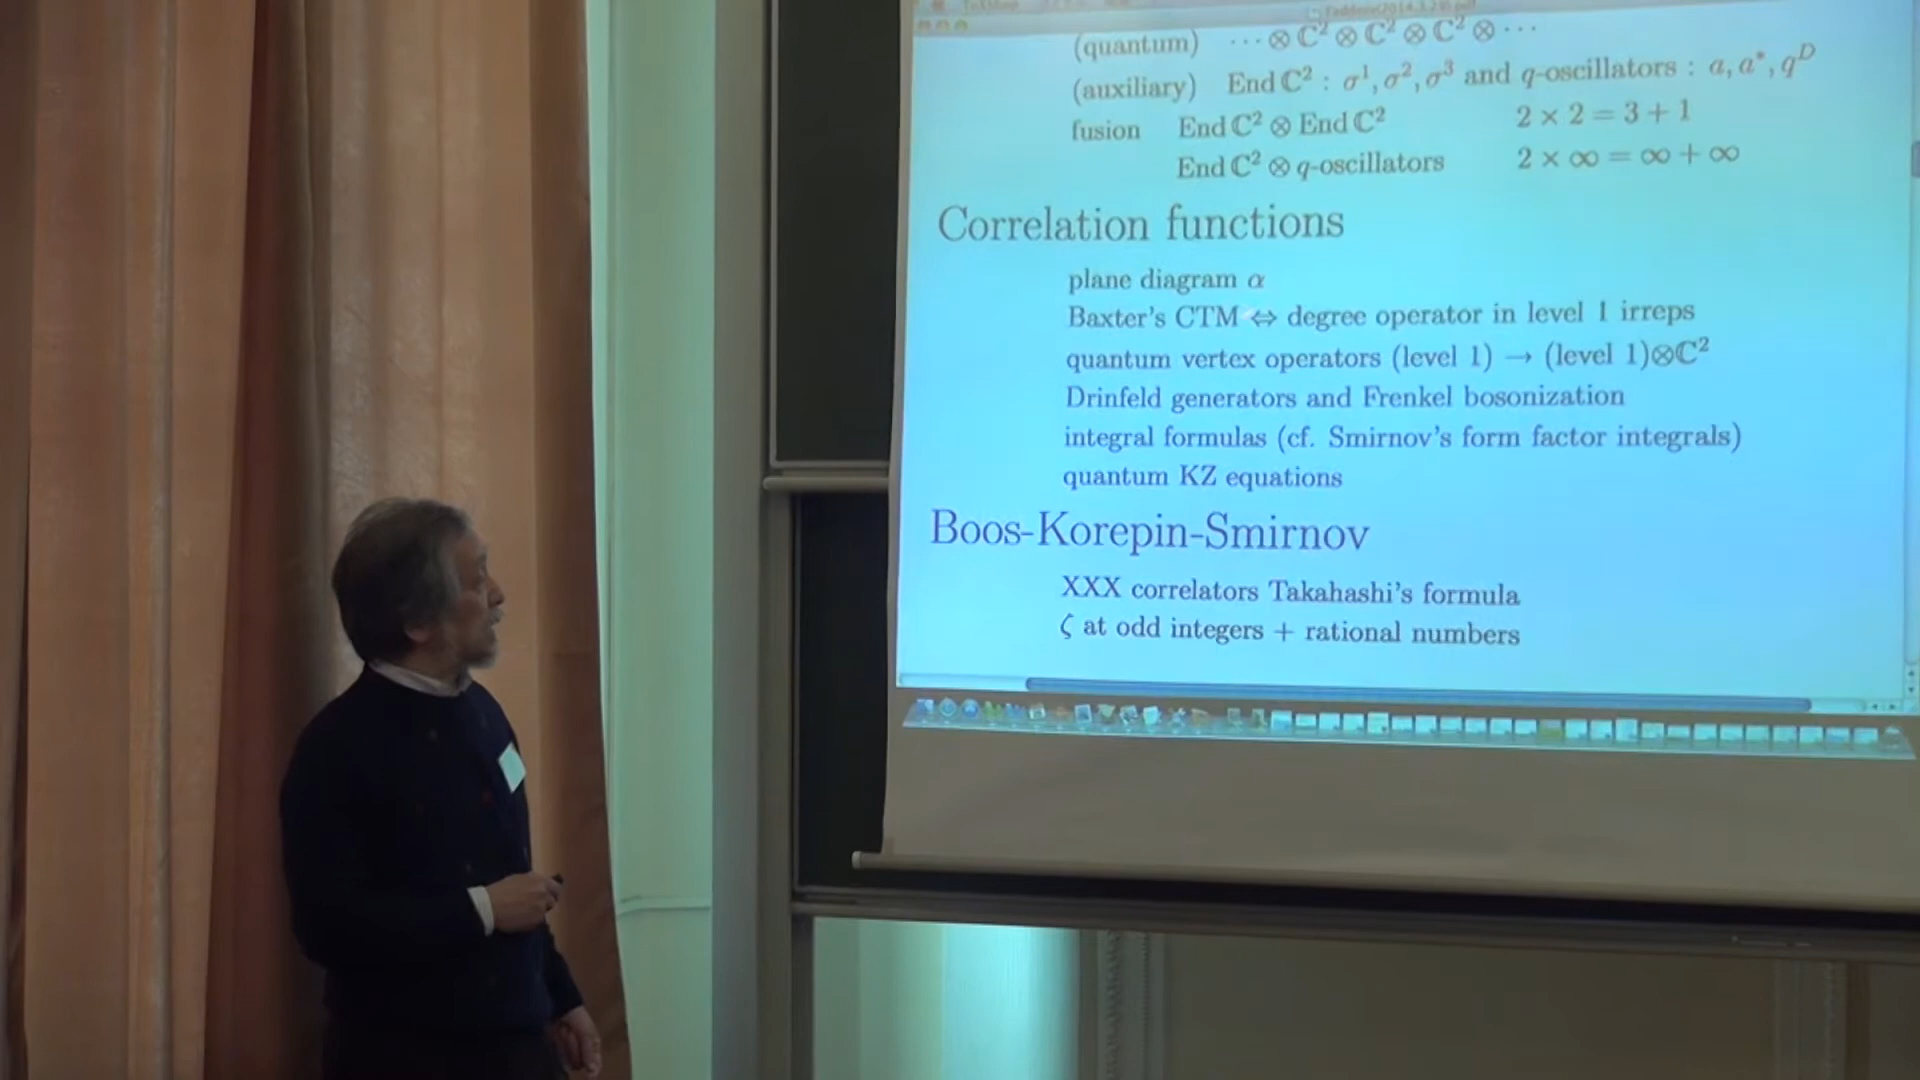 (quantum) ··· ⊗ ℂ² ⊗ ℂ² ⊗ ℂ² ⊗ ···
(auxiliary) End ℂ² : σ¹, σ², σ³ and q-oscillators : a, a*, q^D
fusion End ℂ² ⊗ End ℂ² 2 × 2 = 3 + 1
End ℂ² ⊗ q-oscillators 2 × ∞ = ∞ + ∞
Correlation functions
plane diagram α
Baxter's CTM ⇔ degree operator in level 1 irreps
quantum vertex operators (level 1) → (level 1)⊗ℂ²
Drinfeld generators and Frenkel bosonization
integral formulas (cf. Smirnov's form factor integrals)
quantum KZ equations
Boos-Korepin-Smirnov
XXX correlators Takahashi's formula
ζ at odd integers + rational numbers